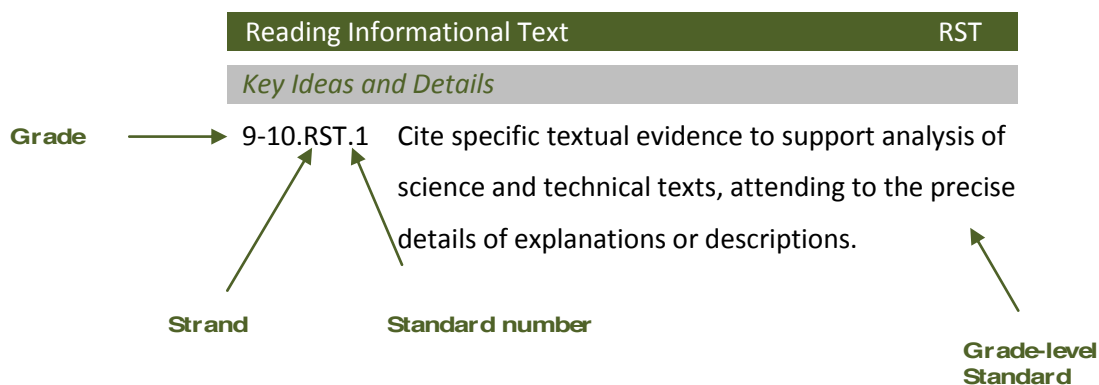 Reading Informational Text RST
Key Ideas and Details
Grade 9-10.RST.1 Cite specific textual evidence to support analysis of
science and technical texts, attending to the precise
details of explanations or descriptions.
Strand Standard number
Grade-level
Standard